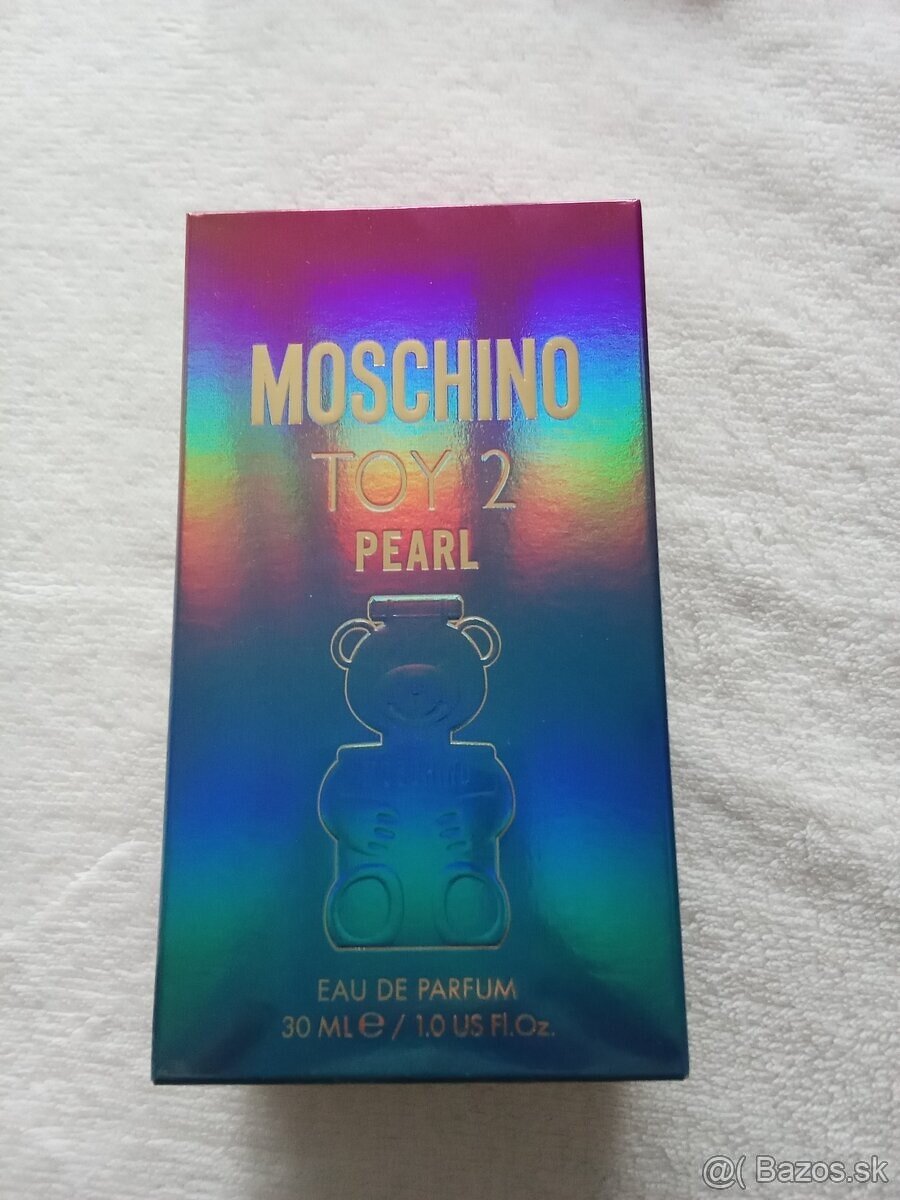 MOSCHINO
TOY 2
PEARL
EAU DE PARFUM
30 ML e / 1.0 US Fl.Oz.
@( Bazos.sk